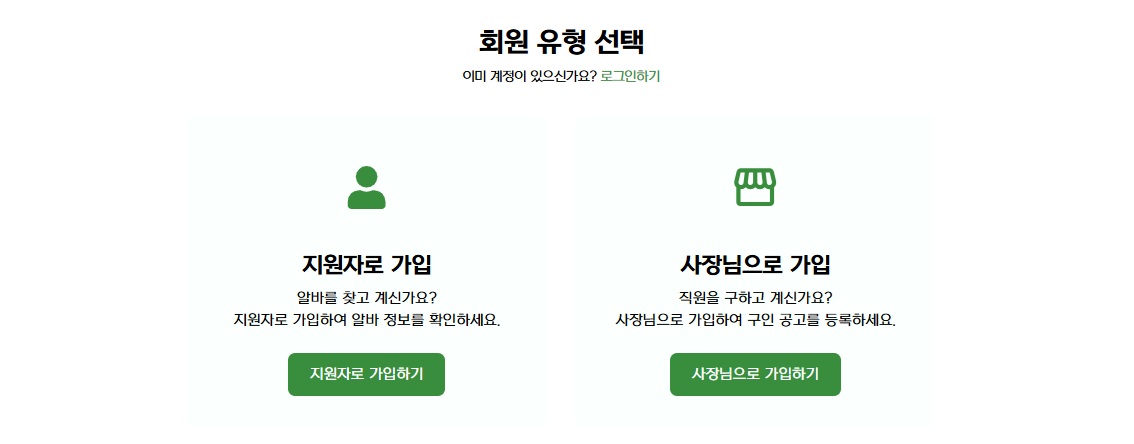 회원 유형 선택
이미 계정이 있으신가요? 로그인하기
지원자로 가입
알바를 찾고 계신가요?
지원자로 가입하여 알바 정보를 확인하세요.
지원자로 가입하기
사장님으로 가입
직원을 구하고 계신가요?
사장님으로 가입하여 구인 공고를 등록하세요.
사장님으로 가입하기